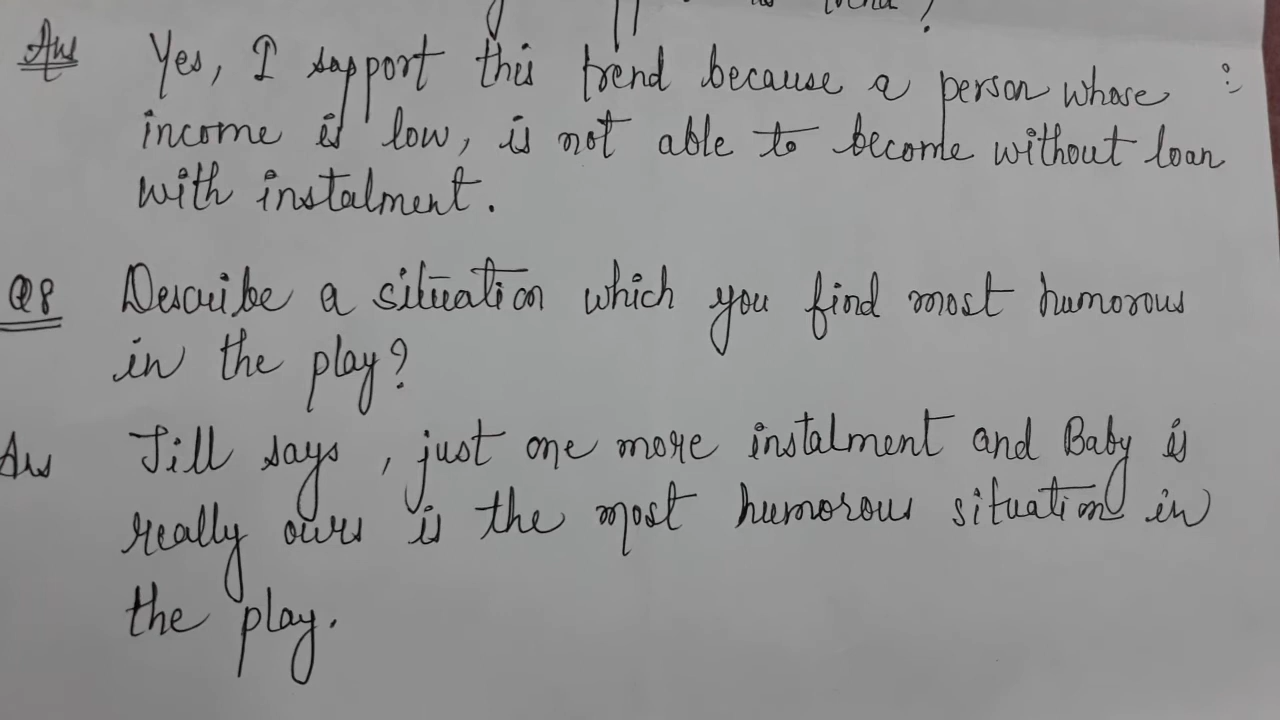 trend?
Ans Yes, I support this trend because a person whose :
income is low, is not able to become without loan
with instalment.
Q8 Describe a situation which you find most humorous
in the play?
Ans Jill says, just one more instalment and Baby is
really ours is the most humorous situation in
the play.